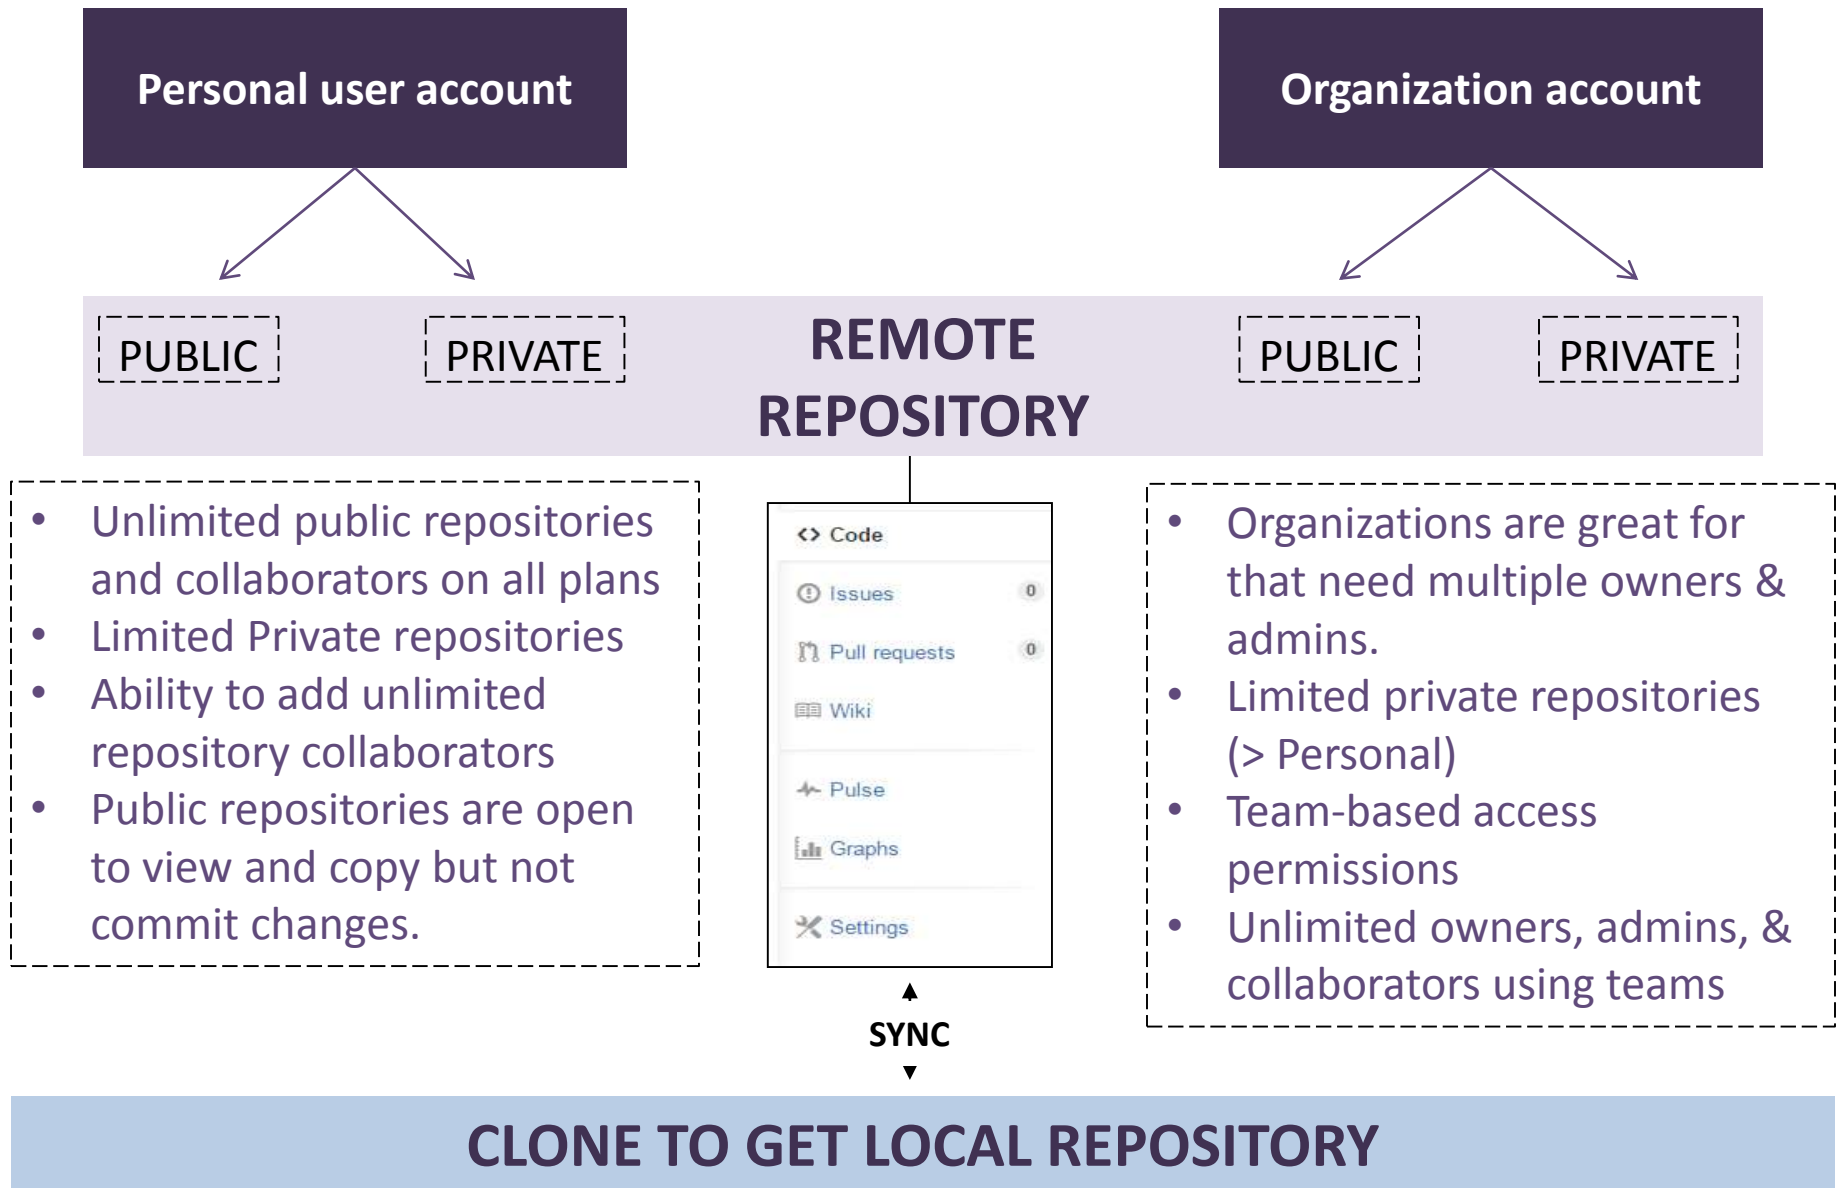 Personal user account
Organization account
PUBLIC
PRIVATE
REMOTE
REPOSITORY
PUBLIC
PRIVATE
• Unlimited public repositories
and collaborators on all plans
• Limited Private repositories
• Ability to add unlimited
repository collaborators
• Public repositories are open
to view and copy but not
commit changes.
<> Code
Issues 0
Pull requests 0
Wiki
Pulse
Graphs
Settings
• Organizations are great for
that need multiple owners &
admins.
• Limited private repositories
(> Personal)
• Team-based access
permissions
• Unlimited owners, admins, &
collaborators using teams
SYNC
CLONE TO GET LOCAL REPOSITORY